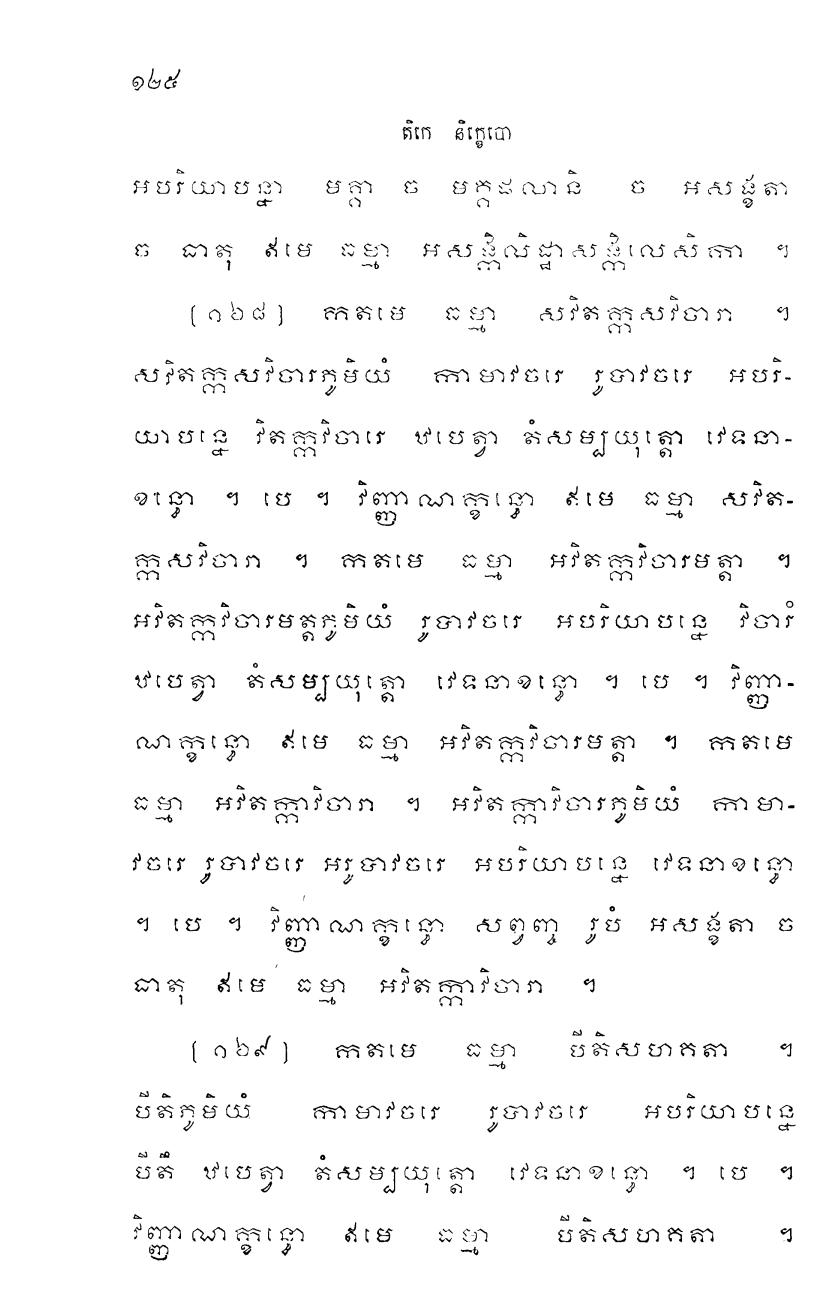 ១២៥
តិកេ និក្ខេបោ
អបរិយាបន្នា មគ្គា ច មគ្គផលានិ ច អសង្ខតា
ច ធាតុ ឥមេ ធម្មា អសង្កិលិដ្ឋាសង្កិលេសិកា ។
[១៦៨] កតមេ ធម្មា សវិតក្កសវិចារា ។
សវិតក្កសវិចារភូមិយំ កាមាវចរេ រូបាវចរេ អបរិ-
យាបន្នេ វិតក្កវិចារេ ឋបេត្វា តំសម្បយុត្តោ វេទនា-
ខន្ធោ ។ បេ ។ វិញ្ញាណក្ខន្ធោ ឥមេ ធម្មា សវិត-
ក្កសវិចារា ។ កតមេ ធម្មា អវិតក្កវិចារមត្តា ។
អវិតក្កវិចារមត្តភូមិយំ រូបាវចរេ អបរិយាបន្នេ វិចារំ
ឋបេត្វា តំសម្បយុត្តោ វេទនាខន្ធោ ។ បេ ។ វិញ្ញា-
ណក្ខន្ធោ ឥមេ ធម្មា អវិតក្កវិចារមត្តា ។ កតមេ
ធម្មា អវិតក្កាវិចារា ។ អវិតក្កាវិចារភូមិយំ កាមា-
វចរេ រូបាវចរេ អរូបាវចរេ អបរិយាបន្នេ វេទនាខន្ធោ
។ បេ ។ វិញ្ញាណក្ខន្ធោ សព្វញ្ច រូបំ អសង្ខតា ច
ធាតុ ឥមេ ធម្មា អវិតក្កាវិចារា ។
[១៦៩] កតមេ ធម្មា បីតិសហគតា ។
បីតិភូមិយំ កាមាវចរេ រូបាវចរេ អបរិយាបន្នេ
បីតឹ ឋបេត្វា តំសម្បយុត្តោ វេទនាខន្ធោ ។ បេ ។
វិញ្ញាណក្ខន្ធោ ឥមេ ធម្មា បីតិសហគតា ។